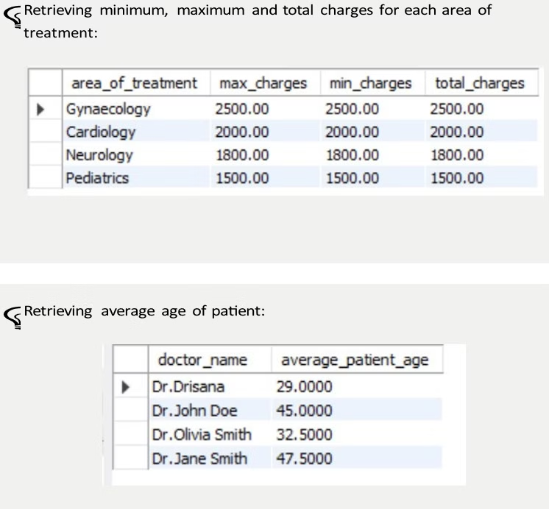 Retrieving minimum, maximum and total charges for each area of
treatment:
area_of_treatment max_charges min_charges total_charges
Gynaecology 2500.00 2500.00 2500.00
Cardiology 2000.00 2000.00 2000.00
Neurology 1800.00 1800.00 1800.00
Pediatrics 1500.00 1500.00 1500.00
Retrieving average age of patient:
doctor_name average_patient_age
Dr.Drisana 29.0000
Dr.John Doe 45.0000
Dr.Olivia Smith 32.5000
Dr.Jane Smith 47.5000